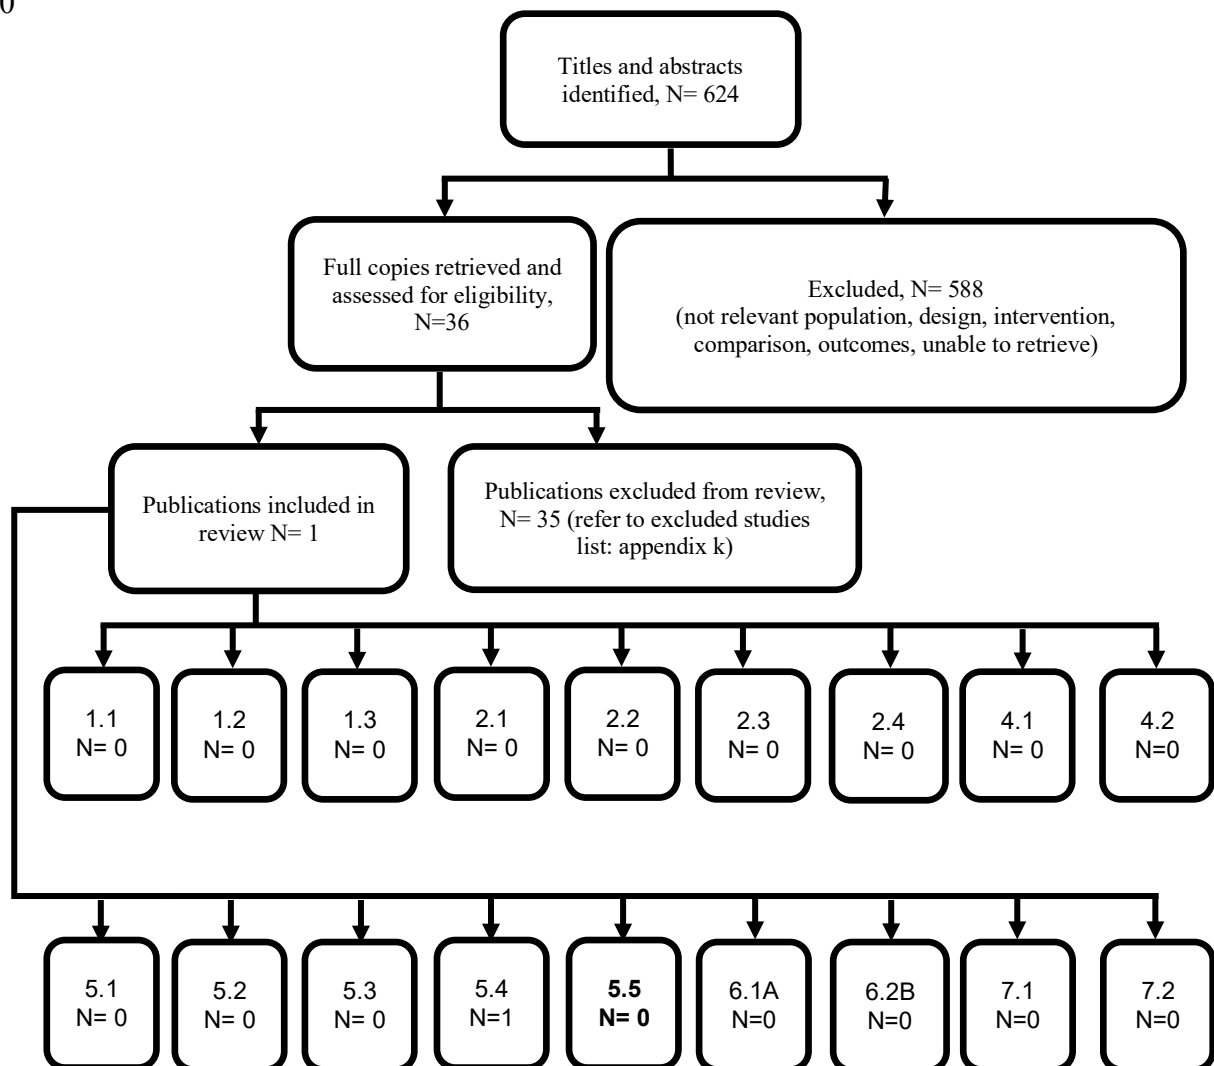 0
Titles and abstracts
identified, N= 624
Full copies retrieved and
assessed for eligibility,
N=36
Excluded, N= 588
(not relevant population, design, intervention,
comparison, outcomes, unable to retrieve)
Publications included in
review N= 1
Publications excluded from review,
N= 35 (refer to excluded studies
list: appendix k)
1.1
N= 0
1.2
N= 0
1.3
N= 0
2.1
N= 0
2.2
N= 0
2.3
N= 0
2.4
N= 0
4.1
N= 0
4.2
N=0
5.1
N= 0
5.2
N= 0
5.3
N= 0
5.4
N=1
5.5
N= 0
6.1A
N=0
6.2B
N=0
7.1
N=0
7.2
N=0